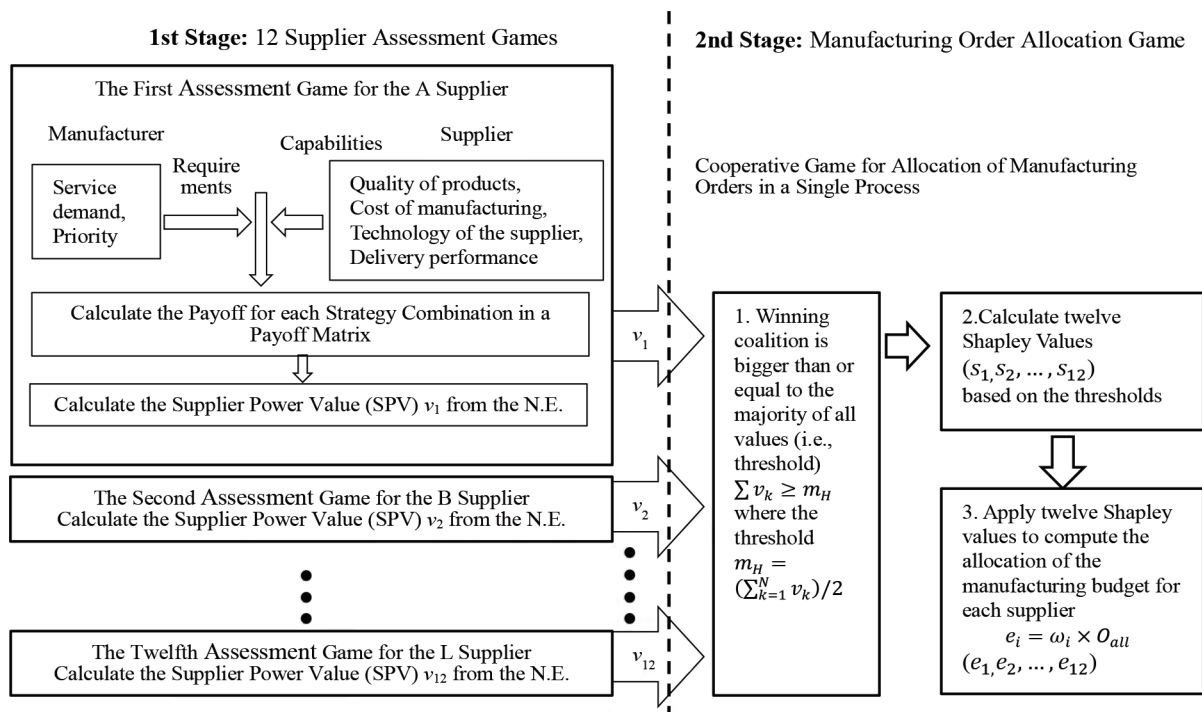 1st Stage: 12 Supplier Assessment Games
The First Assessment Game for the A Supplier
Manufacturer
Require
ments
Capabilities
Supplier
Service
demand,
Priority
Quality of products,
Cost of manufacturing,
Technology of the supplier,
Delivery performance
Calculate the Payoff for each Strategy Combination in a
Payoff Matrix
Calculate the Supplier Power Value (SPV) v₁ from the N.E.
v₁
The Second Assessment Game for the B Supplier
Calculate the Supplier Power Value (SPV) v₂ from the N.E.
v₂
The Twelfth Assessment Game for the L Supplier
Calculate the Supplier Power Value (SPV) v₁₂ from the N.E.
v₁₂
2nd Stage: Manufacturing Order Allocation Game
Cooperative Game for Allocation of Manufacturing
Orders in a Single Process
1. Winning
coalition is
bigger than or
equal to the
majority of all
values (i.e.,
threshold)
∑ v_k ≥ m_H
where the
threshold
m_H =
(∑_{k=1}^{N} v_k)/2
2.Calculate twelve
Shapley Values
(s₁,s₂, … , s₁₂)
based on the thresholds
3. Apply twelve Shapley
values to compute the
allocation of the
manufacturing budget for
each supplier
e_i = ω_i × O_all
(e₁,e₂, … , e₁₂)